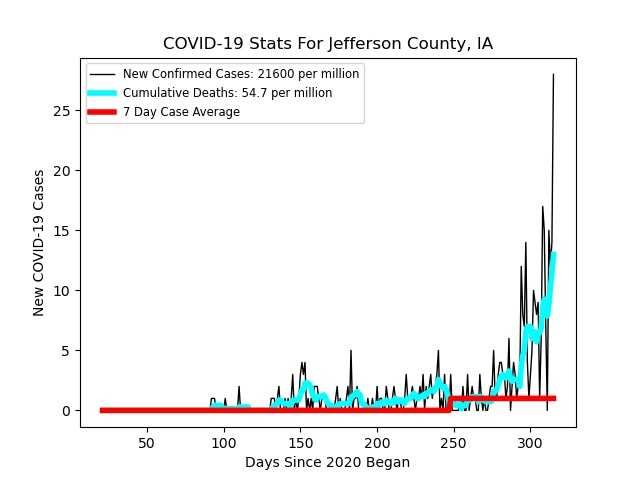 COVID-19 Stats For Jefferson County, IA
New Confirmed Cases: 21600 per million
Cumulative Deaths: 54.7 per million
7 Day Case Average
25
20
15
10
5
0
New COVID-19 Cases
50 100 150 200 250 300
Days Since 2020 Began